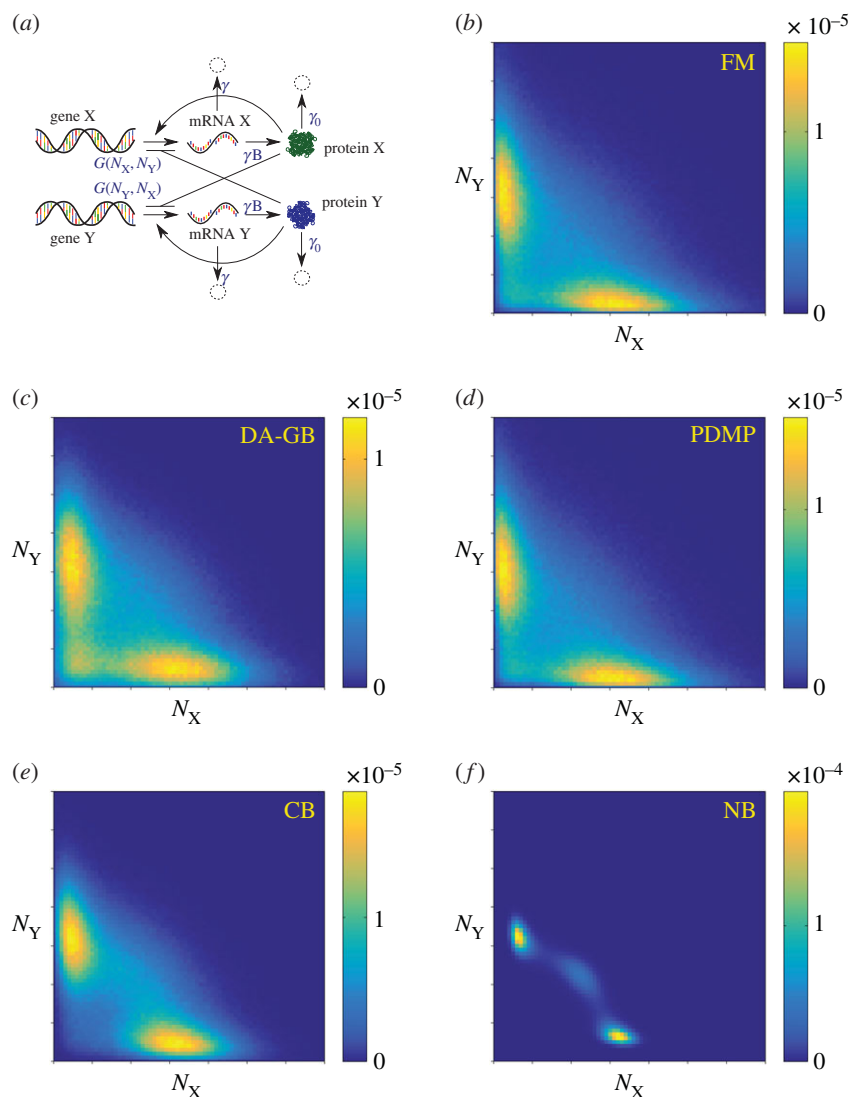 (a)
gene X
mRNA X
γ
γ0
G(NX, NY)
γB
protein X
G(NY, NX)
γB
protein Y
gene Y
mRNA Y
γ
γ0
(b)
× 10–5
FM
1
NY
0
NX
(c)
×10–5
DA-GB
1
NY
0
NX
(d)
×10–5
PDMP
1
NY
0
NX
(e)
×10–5
CB
1
NY
0
NX
(f)
×10–4
NB
1
NY
0
NX